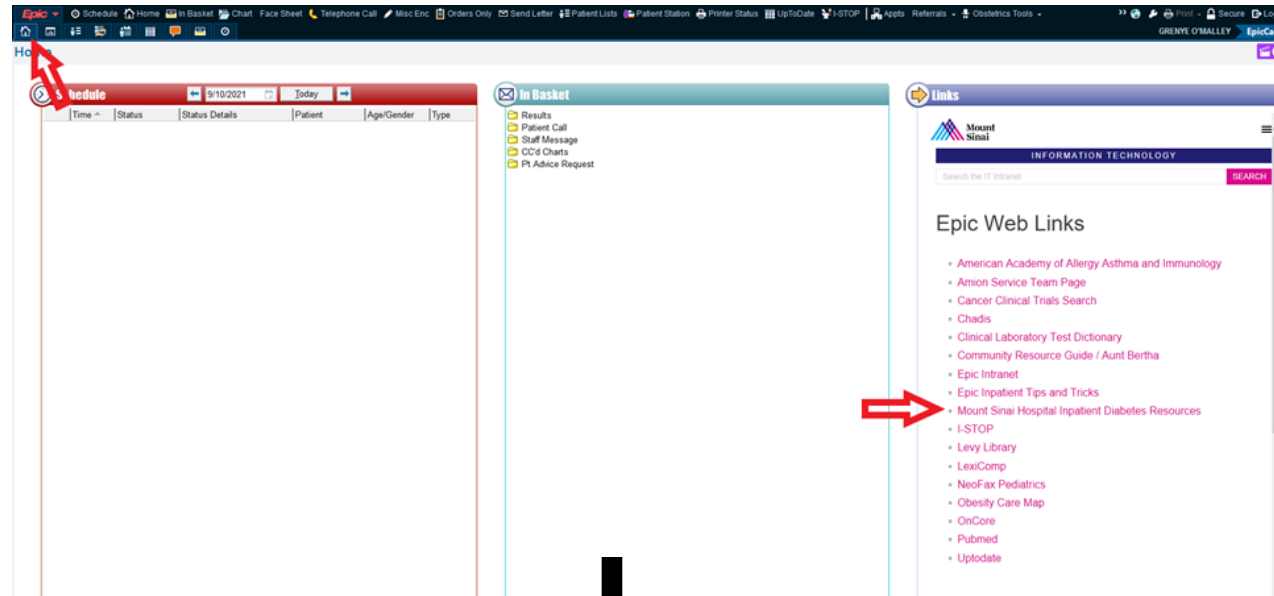 Epic Schedule Home In Basket Chart Face Sheet Telephone Call Misc Enc Orders Only Send Letter Patient Lists Patient Station Printer Status UpToDate I-STOP Appts Referrals Obstetrics Tools » Print Secure Lo
GRENYE O'MALLEY EpicCa
Schedule 9/10/2021 Today
Time Status Status Details Patient Age/Gender Type
In Basket
Results
Patient Call
Staff Message
CC'd Charts
Pt Advice Request
Links
Mount
Sinai
INFORMATION TECHNOLOGY
Search the IT Intranet SEARCH
Epic Web Links
American Academy of Allergy Asthma and Immunology
Amion Service Team Page
Cancer Clinical Trials Search
Chadis
Clinical Laboratory Test Dictionary
Community Resource Guide / Aunt Bertha
Epic Intranet
Epic Inpatient Tips and Tricks
Mount Sinai Hospital Inpatient Diabetes Resources
I-STOP
Levy Library
LexiComp
NeoFax Pediatrics
Obesity Care Map
OnCore
Pubmed
Uptodate